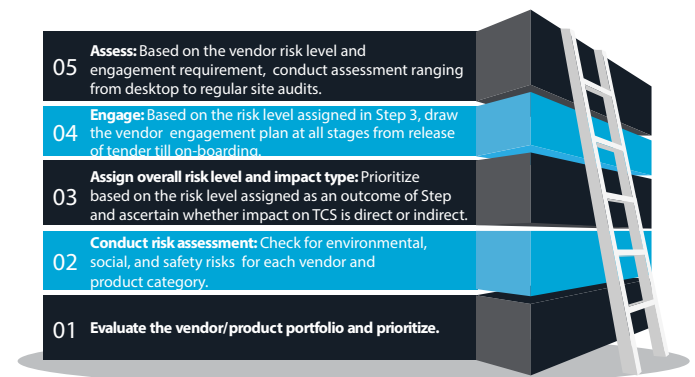 05
Assess: Based on the vendor risk level and
engagement requirement, conduct assessment ranging
from desktop to regular site audits.
04
Engage: Based on the risk level assigned in Step 3, draw
the vendor engagement plan at all stages from release
of tender till on-boarding.
03
Assign overall risk level and impact type: Prioritize
based on the risk level assigned as an outcome of Step
and ascertain whether impact on TCS is direct or indirect.
02
Conduct risk assessment: Check for environmental,
social, and safety risks for each vendor and
product category.
01
Evaluate the vendor/product portfolio and prioritize.